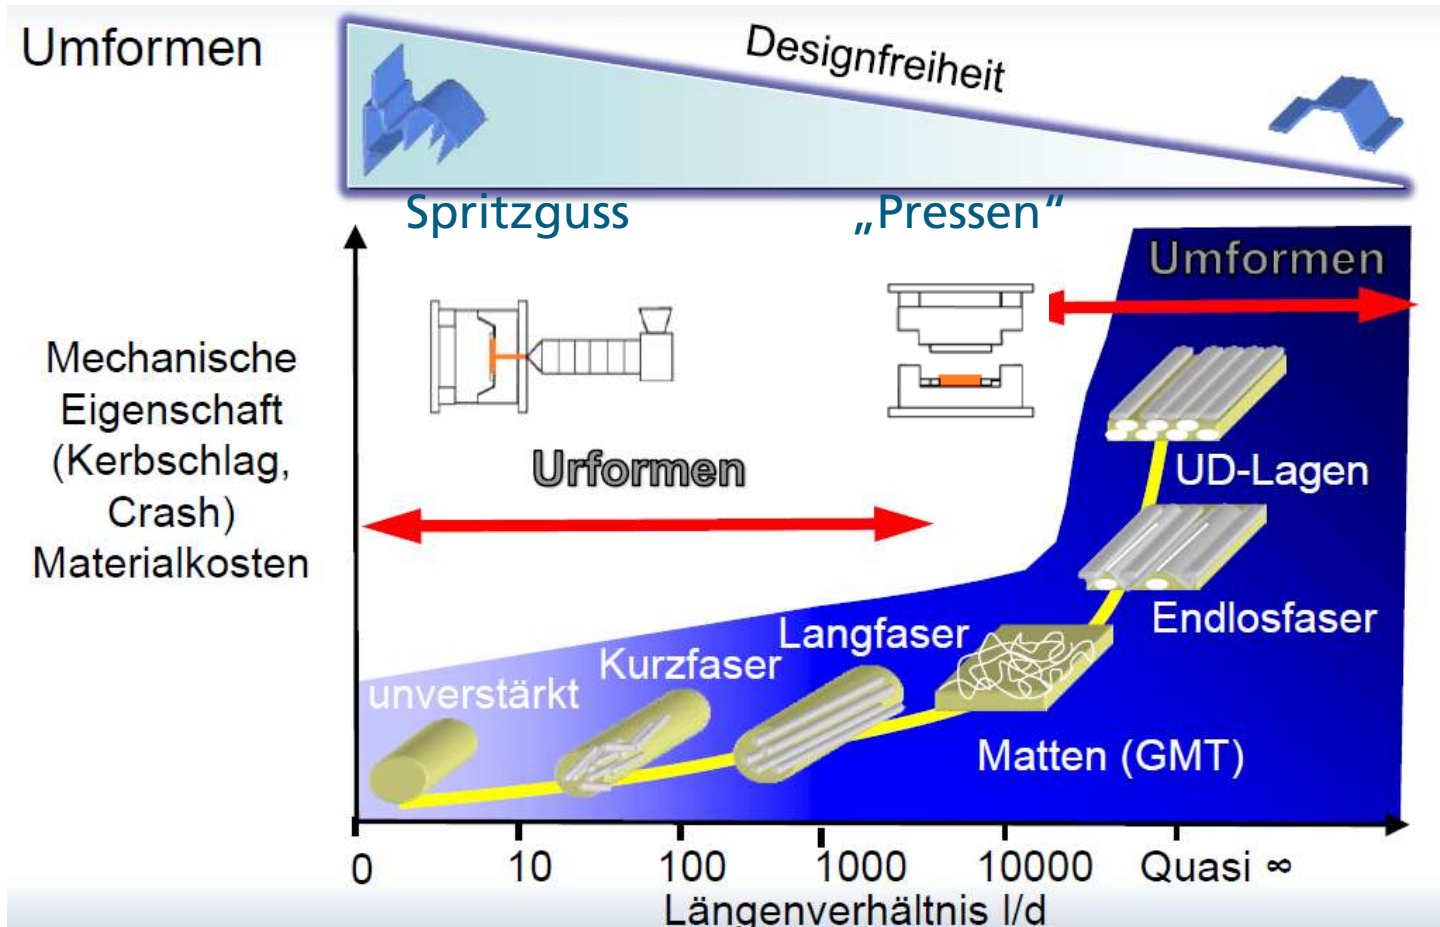 Umformen
Designfreiheit
Spritzguss
„Pressen“
Umformen
Mechanische
Eigenschaft
(Kerbschlag,
Crash)
Materialkosten
Urformen
UD-Lagen
Endlosfaser
Langfaser
Kurzfaser
unverstärkt
Matten (GMT)
0 10 100 1000 10000 Quasi ∞
Längenverhältnis l/d